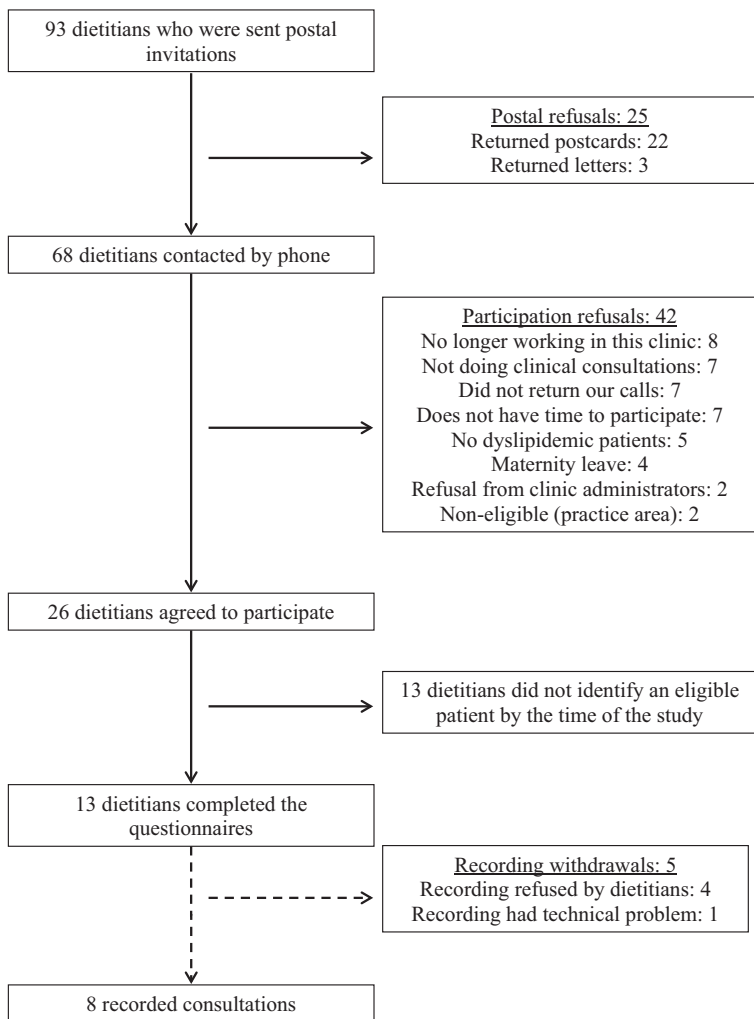 93 dietitians who were sent postal
invitations
Postal refusals: 25
Returned postcards: 22
Returned letters: 3
68 dietitians contacted by phone
Participation refusals: 42
No longer working in this clinic: 8
Not doing clinical consultations: 7
Did not return our calls: 7
Does not have time to participate: 7
No dyslipidemic patients: 5
Maternity leave: 4
Refusal from clinic administrators: 2
Non-eligible (practice area): 2
26 dietitians agreed to participate
13 dietitians did not identify an eligible
patient by the time of the study
13 dietitians completed the
questionnaires
Recording withdrawals: 5
Recording refused by dietitians: 4
Recording had technical problem: 1
8 recorded consultations